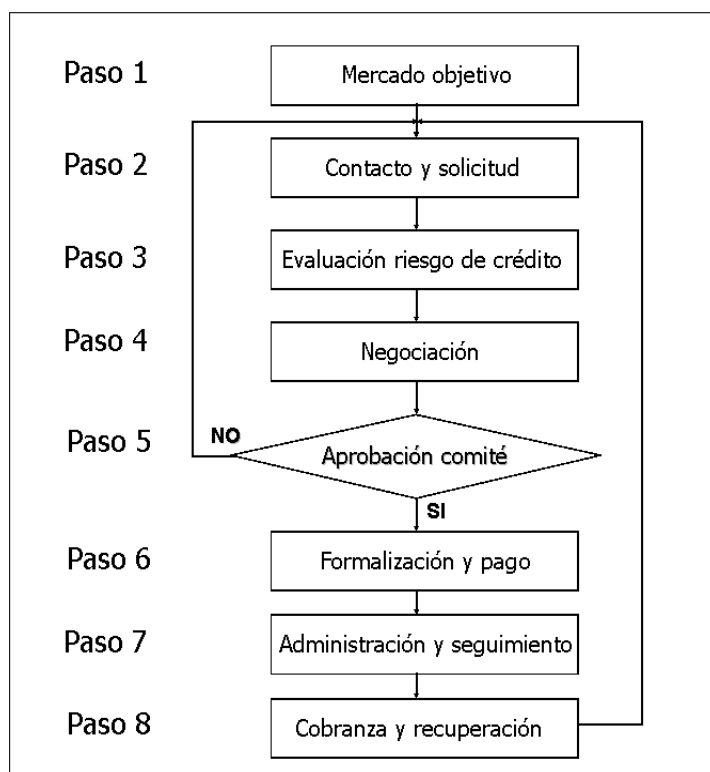 Paso 1
Mercado objetivo
Paso 2
Contacto y solicitud
Paso 3
Evaluación riesgo de crédito
Paso 4
Negociación
Paso 5
NO
Aprobación comité
SI
Paso 6
Formalización y pago
Paso 7
Administración y seguimiento
Paso 8
Cobranza y recuperación